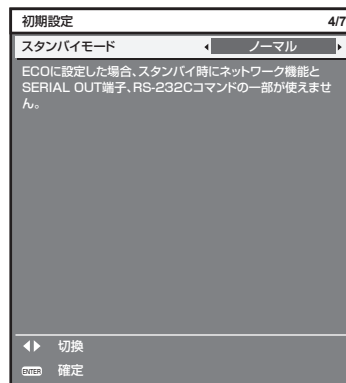 初期設定 4/7
スタンバイモード ノーマル
ECOに設定した場合、スタンバイ時にネットワーク機能と
SERIAL OUT端子、RS-232Cコマンドの一部が使えませ
ん。
切換
ENTER 確定